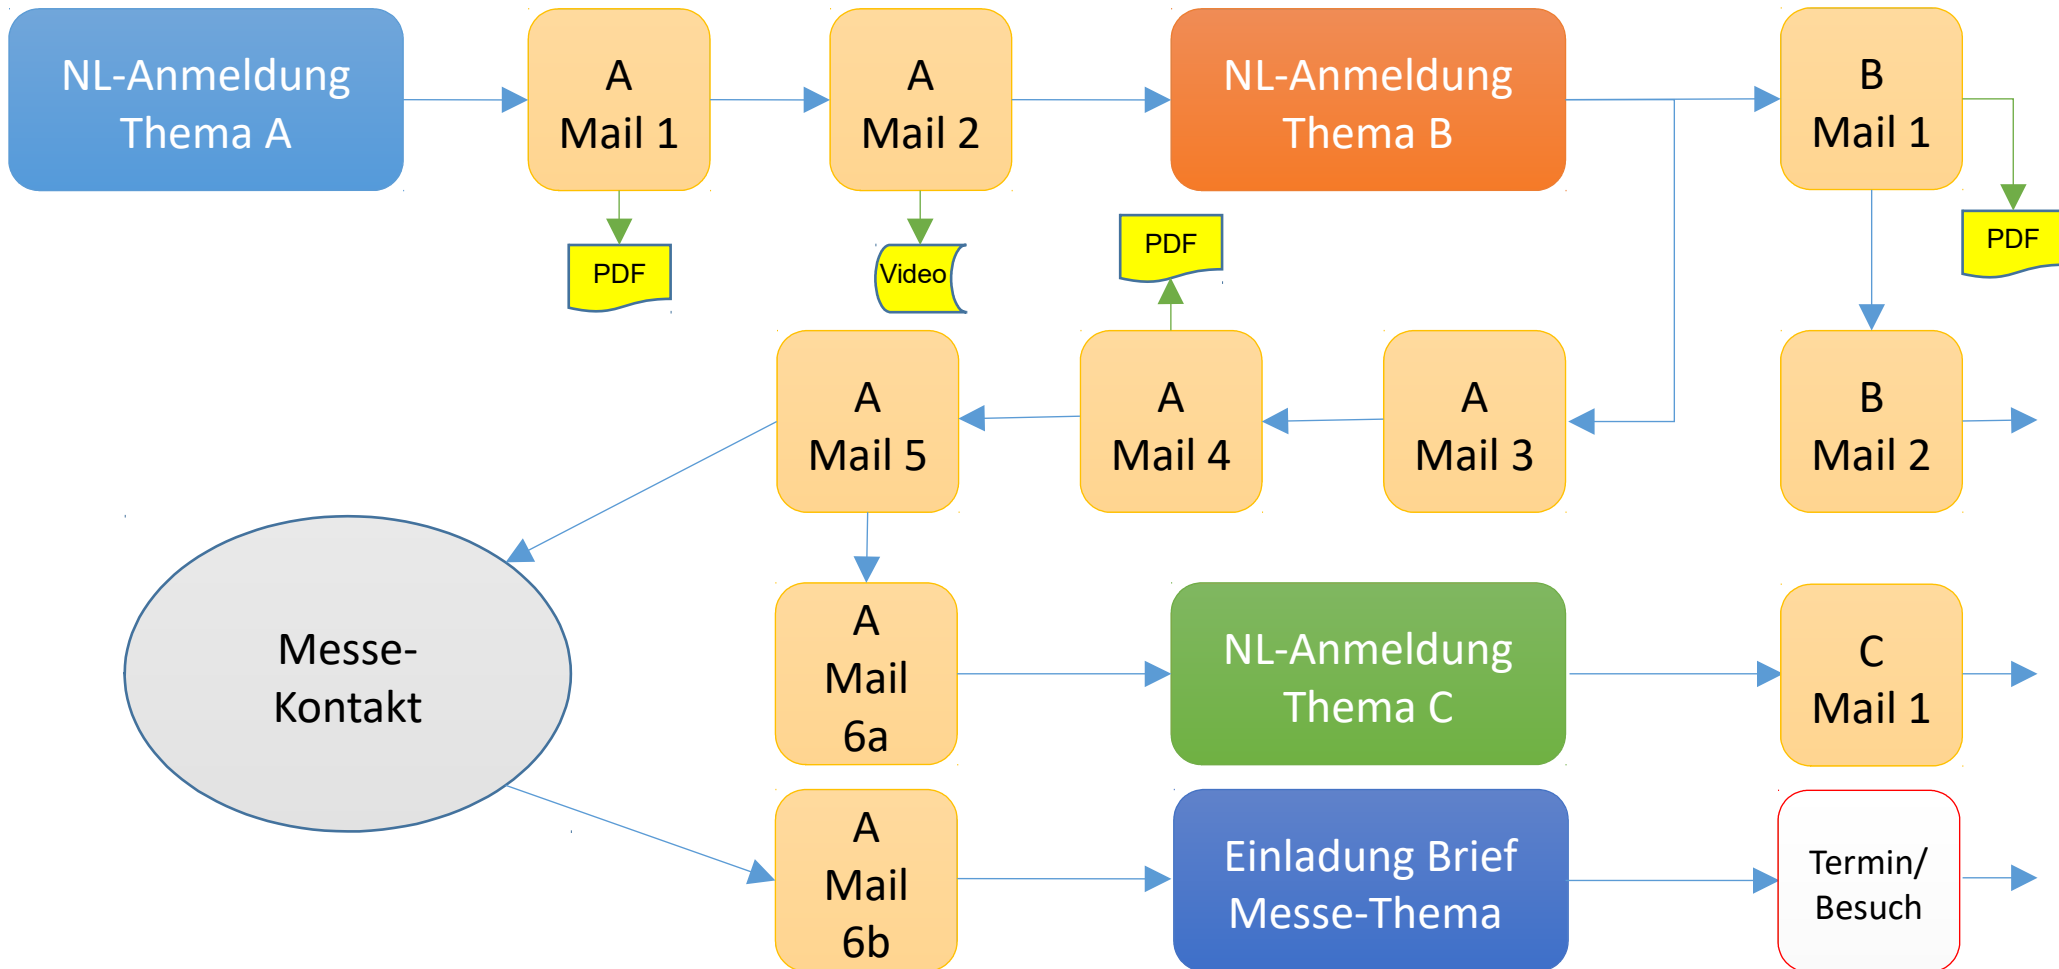 NL-Anmeldung
Thema A
A
Mail 1
A
Mail 2
NL-Anmeldung
Thema B
B
Mail 1
PDF
Video
PDF
PDF
A
Mail 5
A
Mail 4
A
Mail 3
B
Mail 2
Messe-
Kontakt
A
Mail
6a
NL-Anmeldung
Thema C
C
Mail 1
A
Mail
6b
Einladung Brief
Messe-Thema
Termin/
Besuch